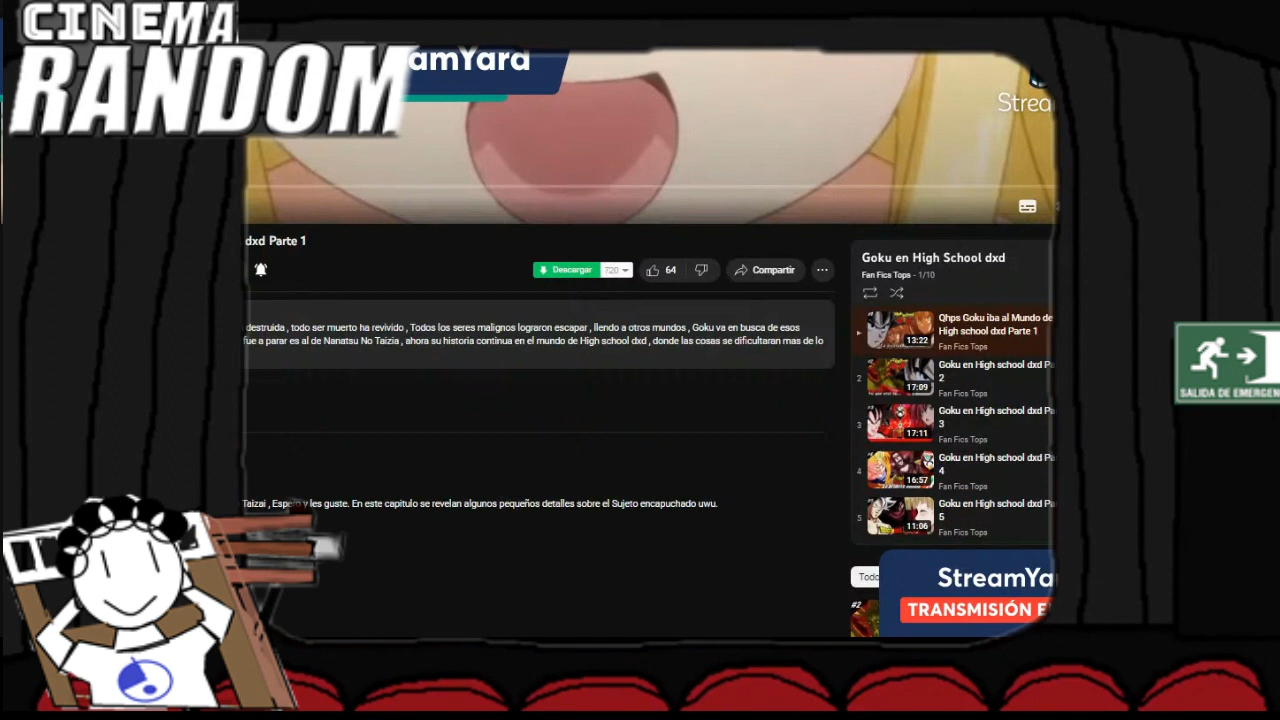 CINEMA
RANDOM
amYard
Strea
dxd Parte 1
Descargar 720
64
Compartir
destruida , todo ser muerto ha revivido , Todos los seres malignos lograron escapar , llendo a otros mundos , Goku va en busca de esos
fue a parar es al de Nanatsu No Taizia , ahora su historia continua en el mundo de High school dxd , donde las cosas se dificultaran mas de lo
Taizai , Espero y les guste. En este capitulo se revelan algunos pequeños detalles sobre el Sujeto encapuchado uwu.
Goku en High School dxd
Fan Fics Tops - 1/10
Qhps Goku iba al Mundo de
High school dxd Parte 1
13:22
Fan Fics Tops
2
Goku en High school dxd Pa
2
17:09
Fan Fics Tops
3
Goku en High school dxd Pa
3
17:11
Fan Fics Tops
4
Goku en High school dxd Pa
4
16:57
Fan Fics Tops
5
Goku en High school dxd Pa
5
11:06
Fan Fics Tops
Todo
#2
StreamYa
TRANSMISIÓN E
SALIDA DE EMERGEN